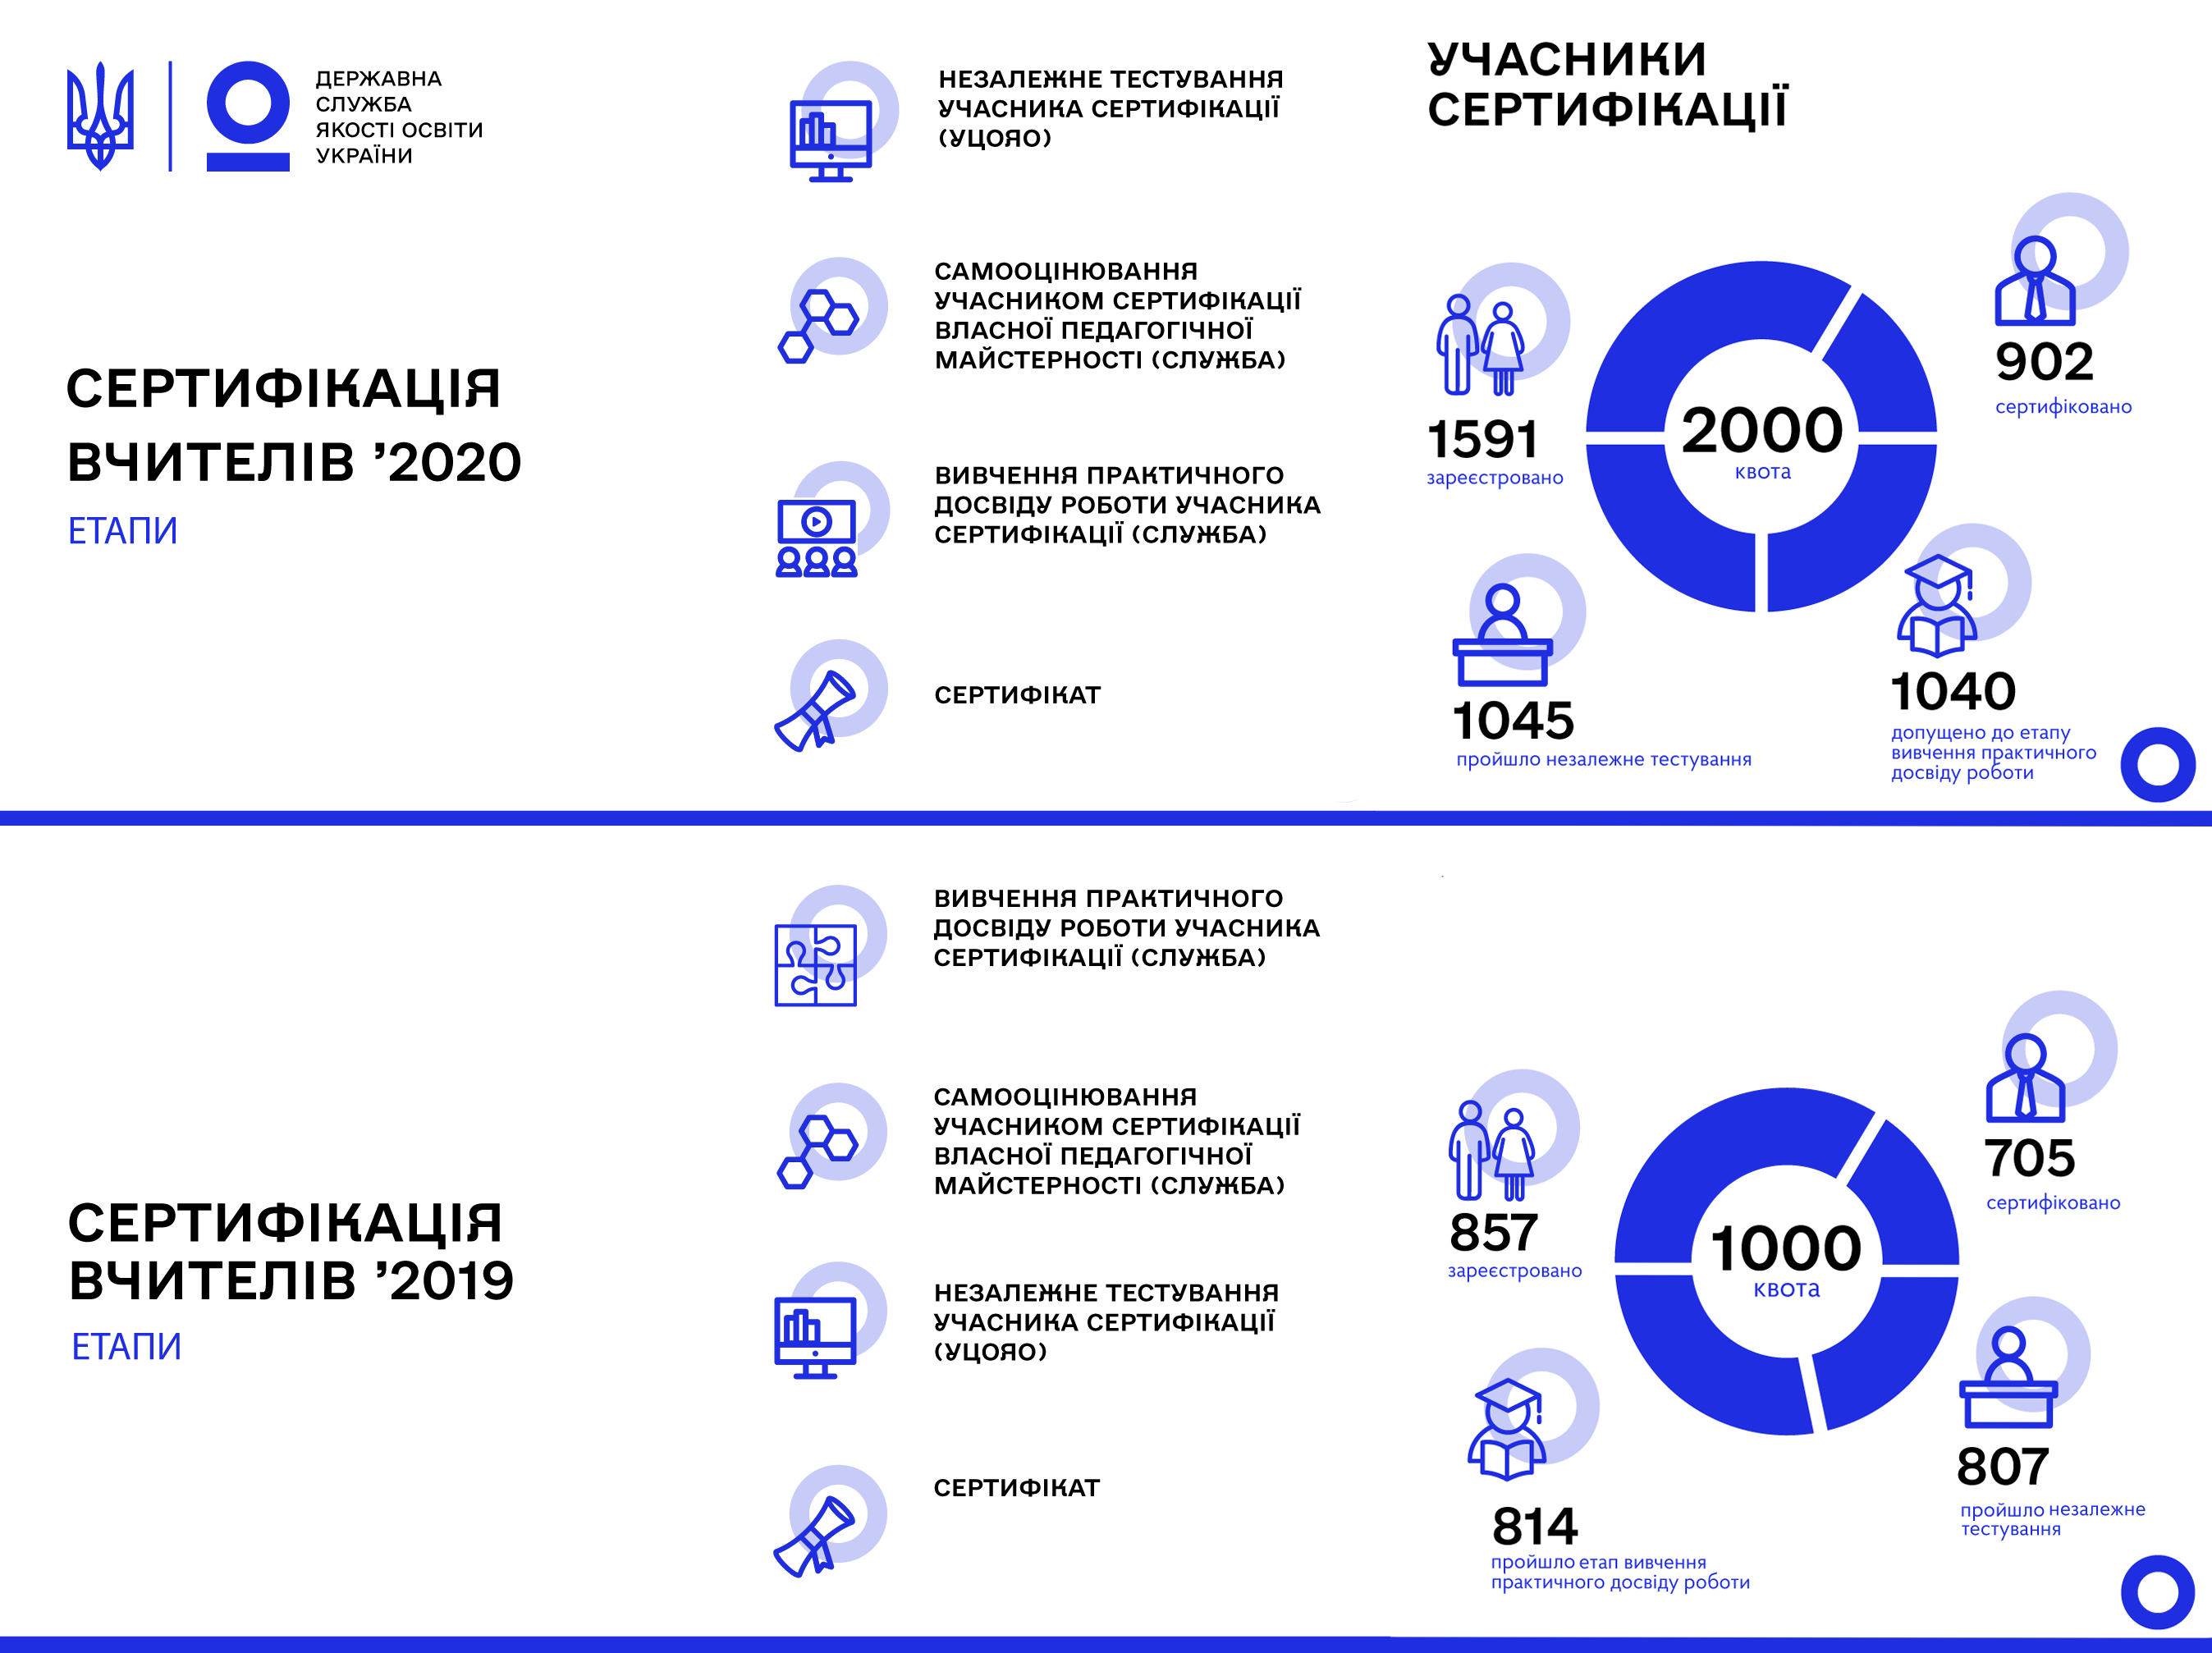 ДЕРЖАВНА
СЛУЖБА
ЯКОСТІ ОСВІТИ
УКРАЇНИ
СЕРТИФІКАЦІЯ
ВЧИТЕЛІВ ’2020
ЕТАПИ
НЕЗАЛЕЖНЕ ТЕСТУВАННЯ
УЧАСНИКА СЕРТИФІКАЦІЇ
(УЦОЯО)
САМООЦІНЮВАННЯ
УЧАСНИКОМ СЕРТИФІКАЦІЇ
ВЛАСНОЇ ПЕДАГОГІЧНОЇ
МАЙСТЕРНОСТІ (СЛУЖБА)
ВИВЧЕННЯ ПРАКТИЧНОГО
ДОСВІДУ РОБОТИ УЧАСНИКА
СЕРТИФІКАЦІЇ (СЛУЖБА)
СЕРТИФІКАТ
УЧАСНИКИ
СЕРТИФІКАЦІЇ
1591
зареєстровано
2000
квота
902
сертифіковано
1045
пройшло незалежне тестування
1040
допущено до етапу
вивчення практичного
досвіду роботи
СЕРТИФІКАЦІЯ
ВЧИТЕЛІВ ’2019
ЕТАПИ
ВИВЧЕННЯ ПРАКТИЧНОГО
ДОСВІДУ РОБОТИ УЧАСНИКА
СЕРТИФІКАЦІЇ (СЛУЖБА)
САМООЦІНЮВАННЯ
УЧАСНИКОМ СЕРТИФІКАЦІЇ
ВЛАСНОЇ ПЕДАГОГІЧНОЇ
МАЙСТЕРНОСТІ (СЛУЖБА)
НЕЗАЛЕЖНЕ ТЕСТУВАННЯ
УЧАСНИКА СЕРТИФІКАЦІЇ
(УЦОЯО)
СЕРТИФІКАТ
857
зареєстровано
1000
квота
705
сертифіковано
814
пройшло етап вивчення
практичного досвіду роботи
807
пройшло незалежне
тестування